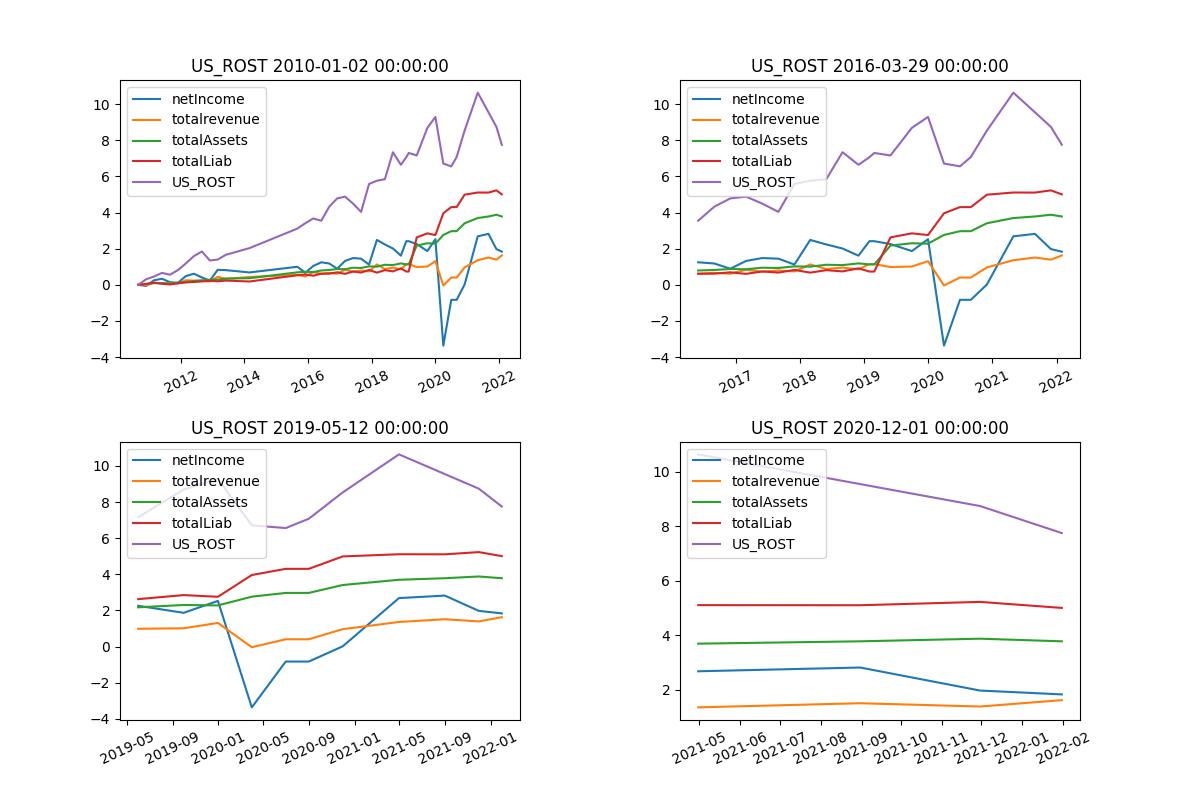 US_ROST 2010-01-02 00:00:00
netIncome
totalrevenue
totalAssets
totalLiab
US_ROST
10
8
6
4
2
0
−2
−4
2012 2014 2016 2018 2020 2022
US_ROST 2016-03-29 00:00:00
netIncome
totalrevenue
totalAssets
totalLiab
US_ROST
10
8
6
4
2
0
−2
−4
2017 2018 2019 2020 2021 2022
US_ROST 2019-05-12 00:00:00
netIncome
totalrevenue
totalAssets
totalLiab
US_ROST
10
8
6
4
2
0
−2
−4
2019-05 2019-09 2020-01 2020-05 2020-09 2021-01 2021-05 2021-09 2022-01
US_ROST 2020-12-01 00:00:00
netIncome
totalrevenue
totalAssets
totalLiab
US_ROST
10
8
6
4
2
2021-05 2021-06 2021-07 2021-08 2021-09 2021-10 2021-11 2021-12 2022-01 2022-02